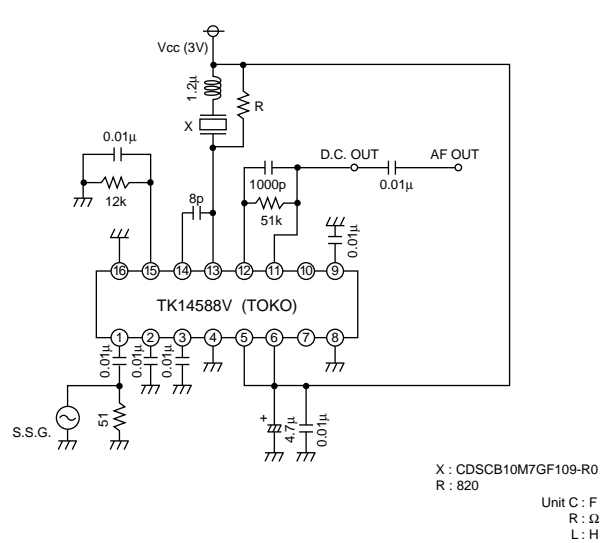 Vcc (3V)
1.2μ
R
X
0.01μ
12k
8p
1000p
51k
D.C. OUT
0.01μ
AF OUT
0.01μ
16 15 14 13 12 11 10 9
TK14588V (TOKO)
1 2 3 4 5 6 7 8
0.01μ
0.01μ
0.01μ
S.S.G.
51
+
4.7μ
0.01μ
X : CDSCB10M7GF109-R0
R : 820
Unit C : F
R : Ω
L : H